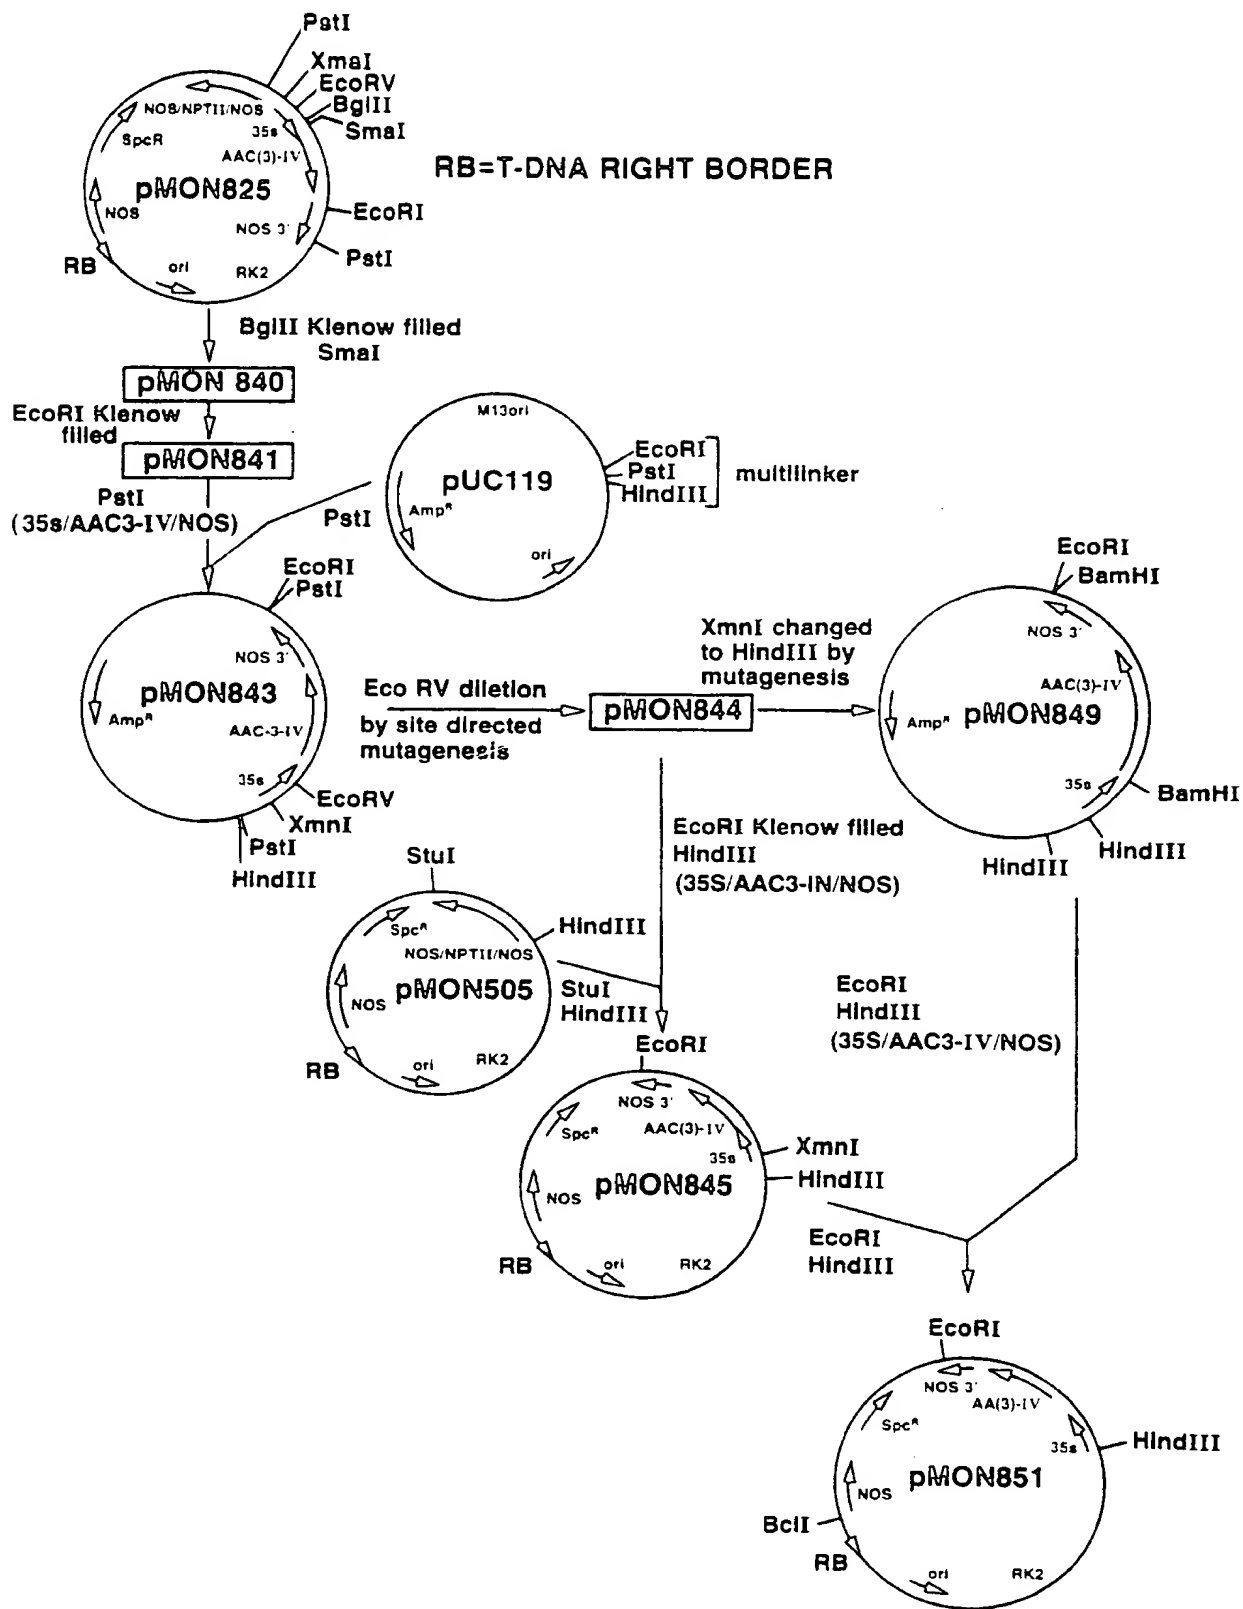 PstI
XmaI
EcoRV
BglII
SmaI
NOS/NPTII/NOS
35s
SpcR
AAC(3)-IV
pMON825
NOS
EcoRI
NOS 3'
PstI
RB
ori
RK2
RB=T-DNA RIGHT BORDER
BglII Klenow filled
SmaI
pMON 840
EcoRI Klenow
filled
pMON841
PstI
(35s/AAC3-IV/NOS)
M13ori
EcoRI
PstI
HindIII
multilinker
pUC119
AmpR
ori
PstI
EcoRI
PstI
NOS 3'
pMON843
AmpR
AAC-3-IV
35s
EcoRV
XmnI
PstI
HindIII
Eco RV diletion
by site directed
mutagenesis
pMON844
XmnI changed
to HindIII by
mutagenesis
EcoRI
BamHI
NOS 3'
AAC(3)-IV
AmpR
pMON849
35s
BamHI
HindIII
HindIII
EcoRI Klenow filled
HindIII
(35S/AAC3-IN/NOS)
StuI
HindIII
SpcR
NOS/NPTII/NOS
pMON505
NOS
RB
ori
RK2
StuI
HindIII
EcoRI
HindIII
(35S/AAC3-IV/NOS)
EcoRI
NOS 3'
SpcR
AAC(3)-IV
35s
XmnI
HindIII
pMON845
NOS
RB
ori
RK2
EcoRI
HindIII
EcoRI
NOS 3'
AA(3)-IV
SpcR
35s
HindIII
pMON851
NOS
BclI
RB
ori
RK2